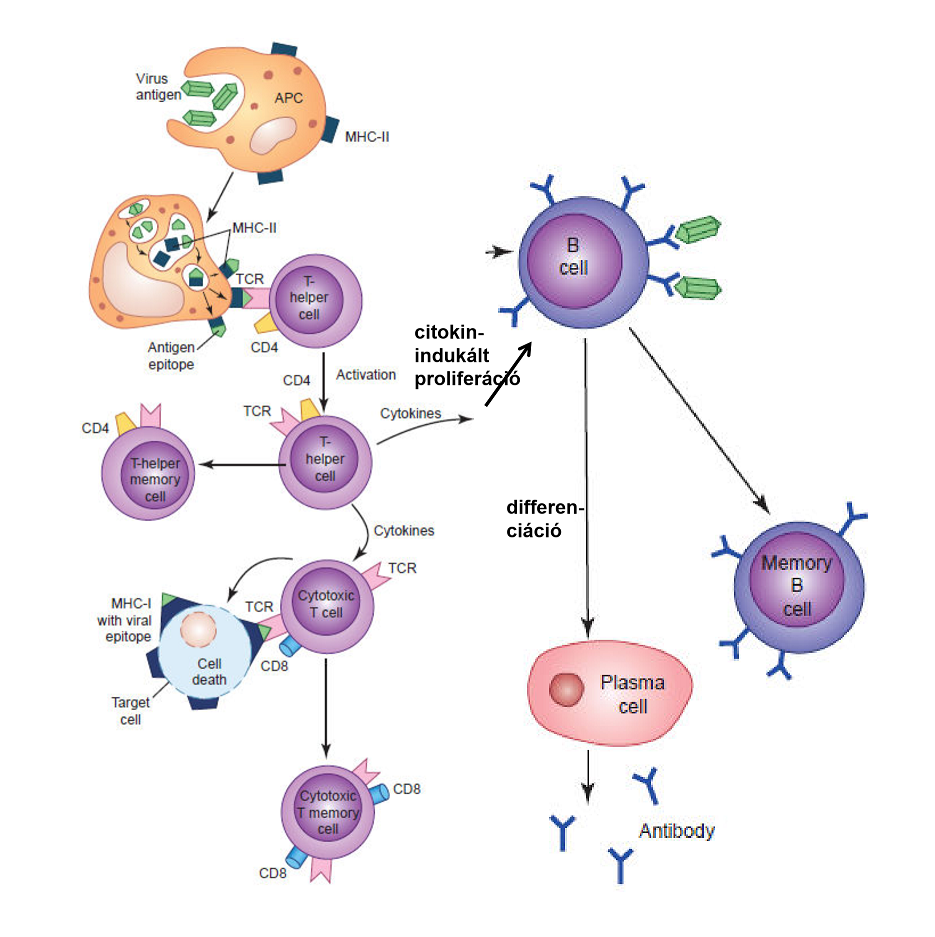 Virus
antigen
APC
MHC-II
MHC-II
TCR
T-
helper
cell
CD4
Antigen
epitope
Activation
CD4
TCR
Cytokines
T-
helper
cell
CD4
T-helper
memory
cell
Cytokines
TCR
Cytotoxic
T cell
TCR
MHC-I
with viral
epitope
CD8
Cell
death
Target
cell
CD8
Cytotoxic
T memory
cell
CD8
B
cell
citokin-
indukált
proliferáció
differen-
ciáció
Memory
B
cell
Plasma
cell
Antibody